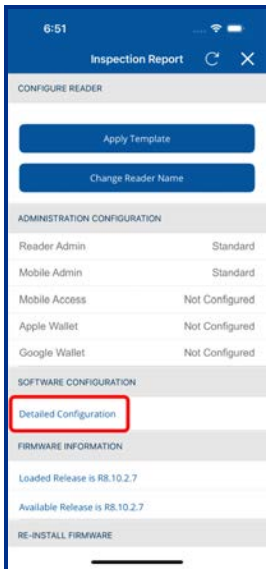 6:51
Inspection Report
CONFIGURE READER
Apply Template
Change Reader Name
ADMINISTRATION CONFIGURATION
Reader Admin Standard
Mobile Admin Standard
Mobile Access Not Configured
Apple Wallet Not Configured
Google Wallet Not Configured
SOFTWARE CONFIGURATION
Detailed Configuration
FIRMWARE INFORMATION
Loaded Release is R8.10.2.7
Available Release is R8.10.2.7
RE-INSTALL FIRMWARE